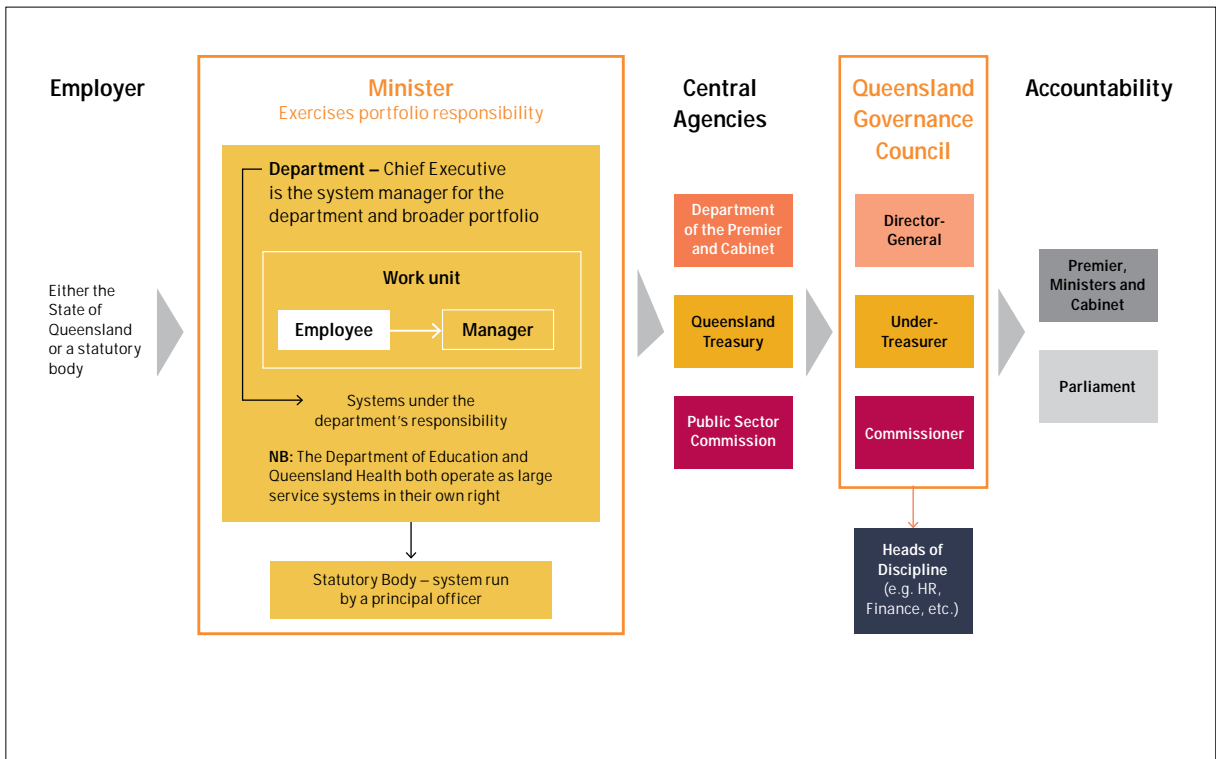 Employer
Either the
State of
Queensland
or a statutory
body
Minister
Exercises portfolio responsibility
Department – Chief Executive
is the system manager for the
department and broader portfolio
Work unit
Employee
Manager
Systems under the
department's responsibility
NB: The Department of Education and
Queensland Health both operate as large
service systems in their own right
Statutory Body – system run
by a principal officer
Central
Agencies
Department
of the Premier
and Cabinet
Queensland
Treasury
Public Sector
Commission
Queensland
Governance
Council
Director-
General
Under-
Treasurer
Commissioner
Heads of
Discipline
(e.g. HR,
Finance, etc.)
Accountability
Premier,
Ministers and
Cabinet
Parliament